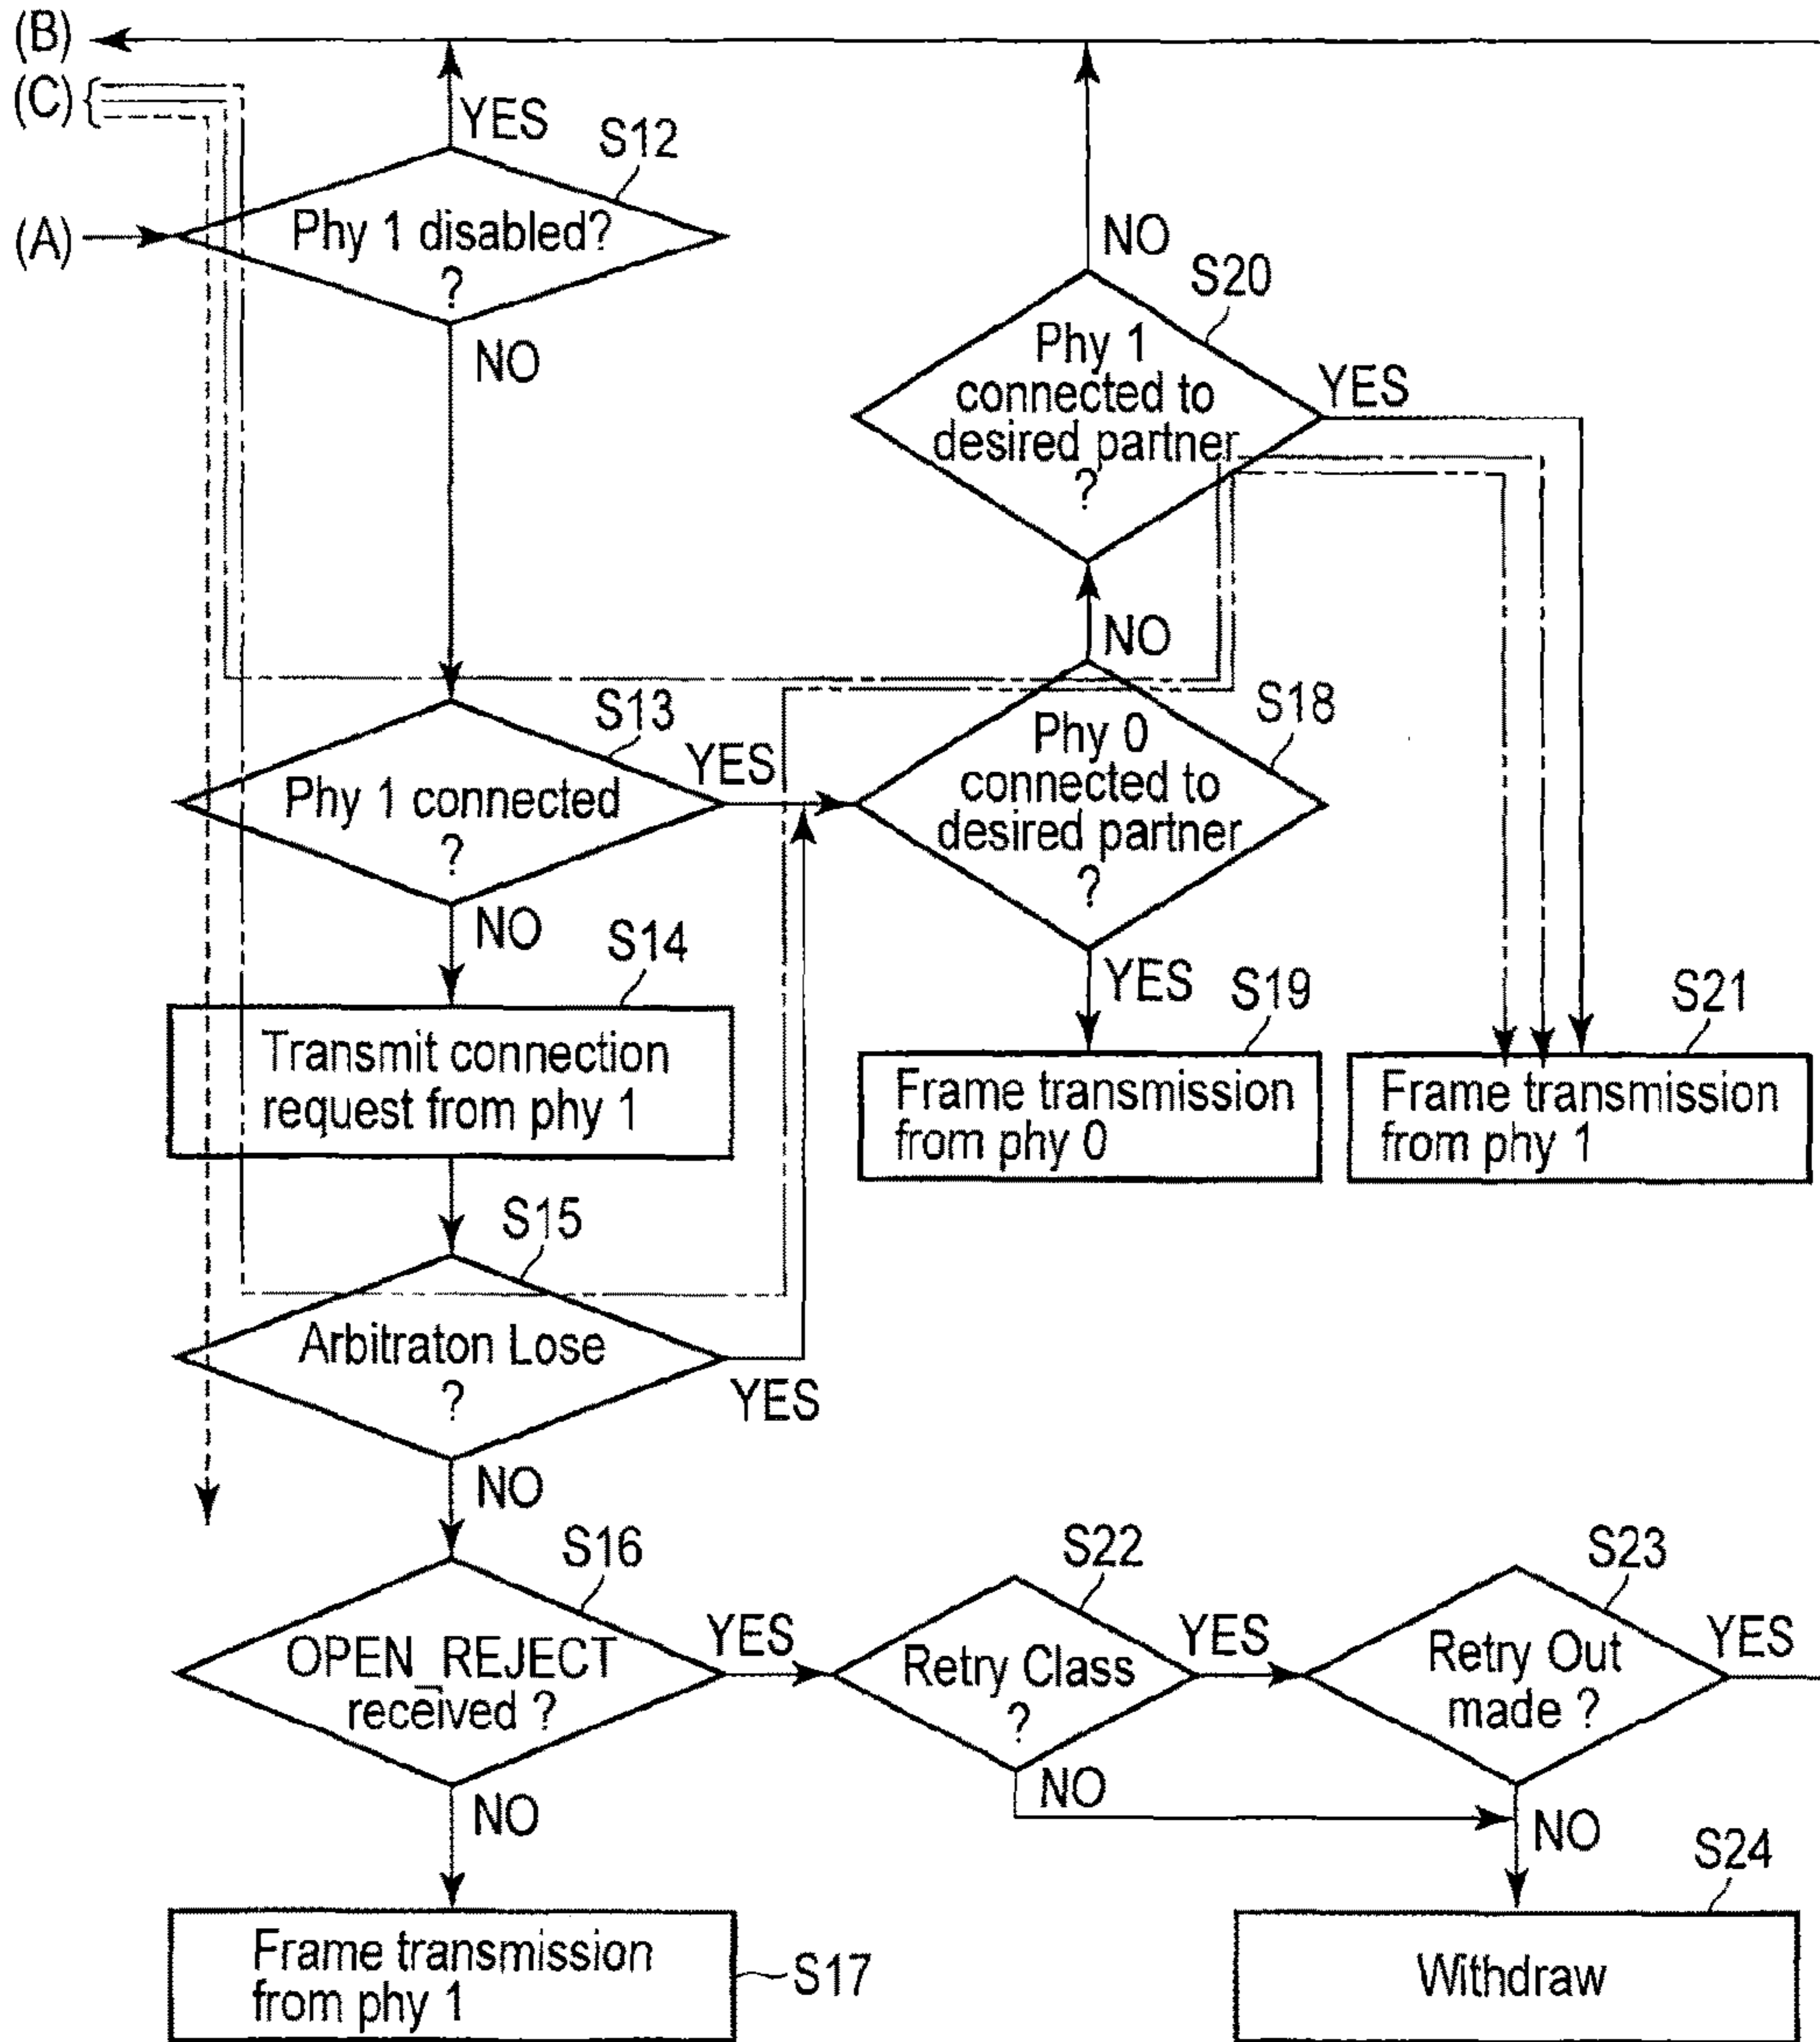 (B)
(C)
YES
S12
(A)
Phy 1 disabled?
?
NO
NO
S20
Phy 1
connected to
desired partner
?
YES
NO
S13
Phy 1 connected
?
YES
S18
Phy 0
connected to
desired partner
?
NO
S14
Transmit connection
request from phy 1
YES
S19
Frame transmission
from phy 0
S21
Frame transmission
from phy 1
S15
Arbitraton Lose
?
YES
NO
S16
OPEN_REJECT
received ?
YES
S22
Retry Class
?
YES
S23
Retry Out
made ?
YES
NO
NO
NO
S24
Frame transmission
from phy 1
S17
Withdraw